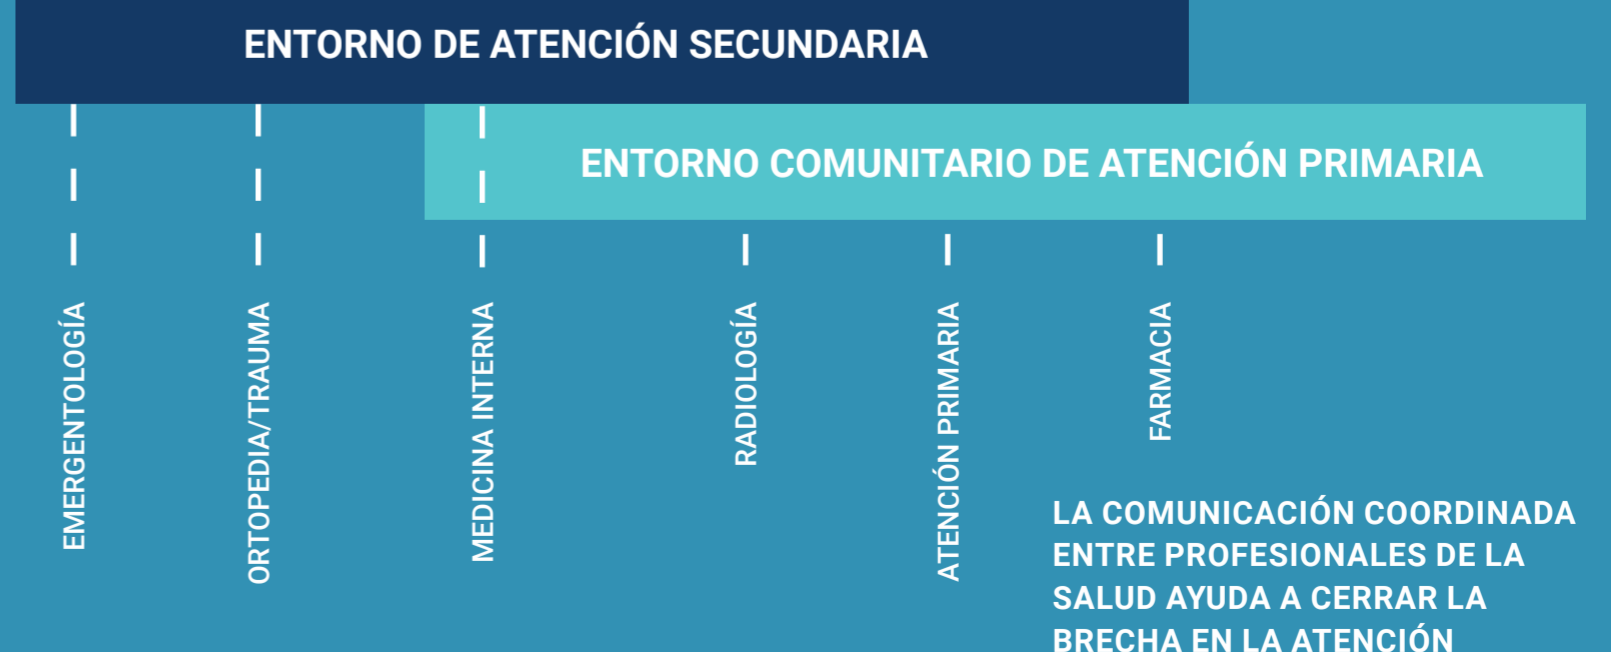 ENTORNO DE ATENCIÓN SECUNDARIA
ENTORNO COMUNITARIO DE ATENCIÓN PRIMARIA
EMERGENTOLOGÍA
ORTOPEDIA/TRAUMA
MEDICINA INTERNA
RADIOLOGÍA
ATENCIÓN PRIMARIA
FARMACIA
LA COMUNICACIÓN COORDINADA
ENTRE PROFESIONALES DE LA
SALUD AYUDA A CERRAR LA
BRECHA EN LA ATENCIÓN